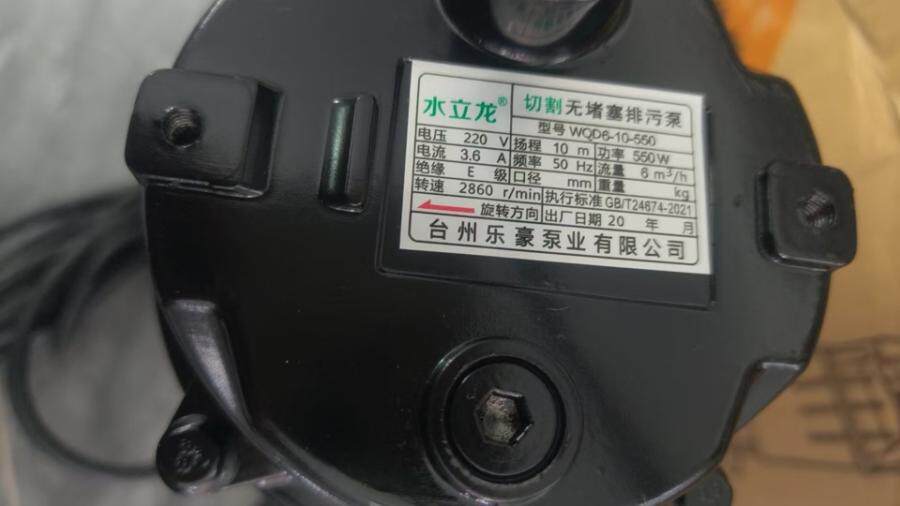 水立龙® 切割无堵塞排污泵
型号 WQD6-10-550
电压 220 V 扬程 10 m 功率 550W
电流 3.6 A 频率 50 Hz 流量 6 m³/h
绝缘 E 级 口径 mm 重量 kg
转速 2860 r/min 执行标准 GB/T24674-2021
旋转方向 出厂日期 20 年 月
台州乐豪泵业有限公司